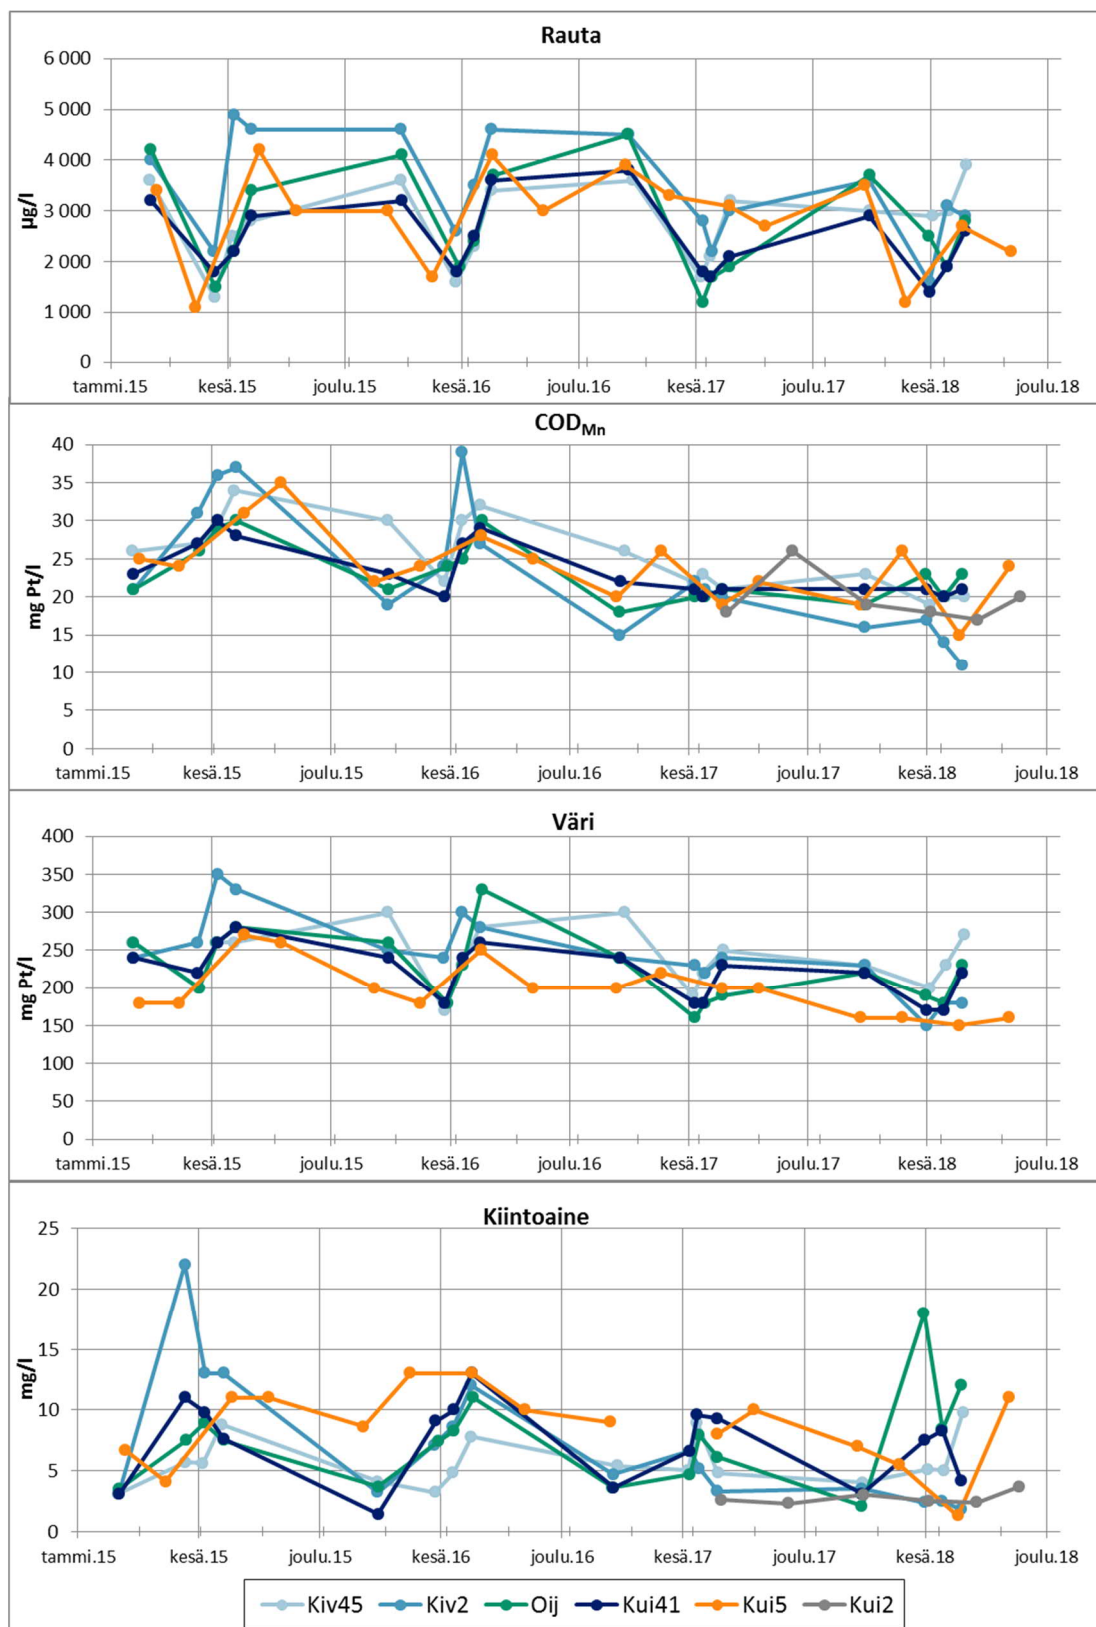 Rauta
µg/l
6 000
5 000
4 000
3 000
2 000
1 000
0
tammi.15 kesä.15 joulu.15 kesä.16 joulu.16 kesä.17 joulu.17 kesä.18 joulu.18
COD Mn
mg Pt/l
40
35
30
25
20
15
10
5
0
tammi.15 kesä.15 joulu.15 kesä.16 joulu.16 kesä.17 joulu.17 kesä.18 joulu.18
Väri
mg Pt/l
400
350
300
250
200
150
100
50
0
tammi.15 kesä.15 joulu.15 kesä.16 joulu.16 kesä.17 joulu.17 kesä.18 joulu.18
Kiintoaine
mg/l
25
20
15
10
5
0
tammi.15 kesä.15 joulu.15 kesä.16 joulu.16 kesä.17 joulu.17 kesä.18 joulu.18
Kiv45 Kiv2 Oij Kui41 Kui5 Kui2